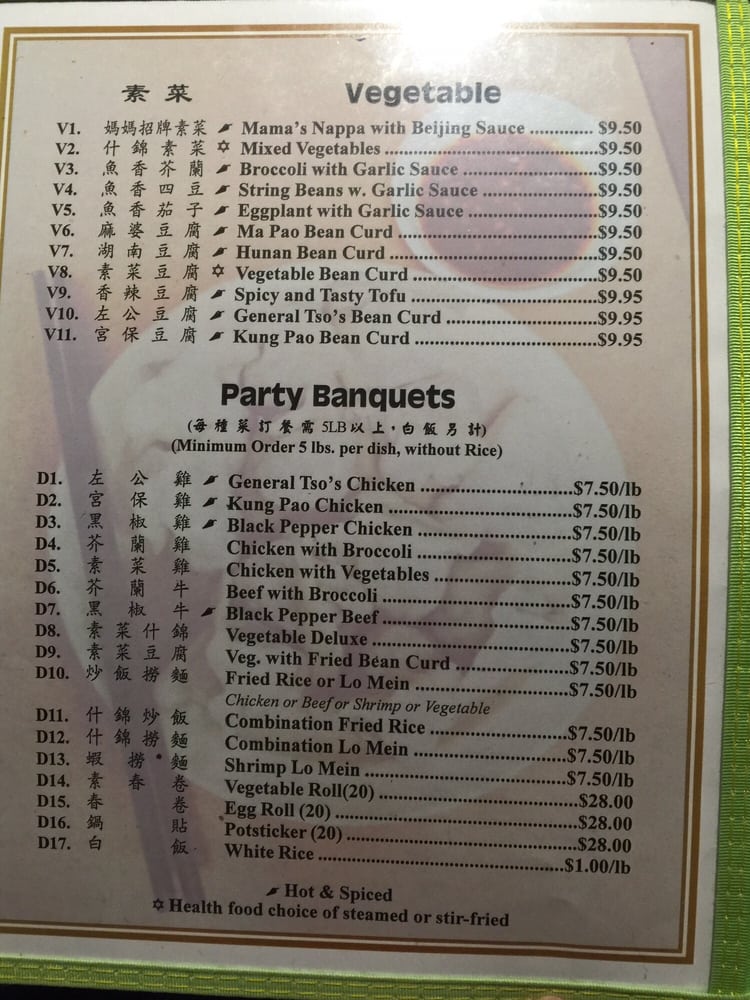 素菜 Vegetable
V1. 媽媽招牌素菜 Mama's Nappa with Beijing Sauce ............ $9.50
V2. 什錦素菜 ✡ Mixed Vegetables ........................................ $9.50
V3. 魚香芥蘭 Broccoli with Garlic Sauce ......................... $9.50
V4. 魚香四豆 String Beans w. Garlic Sauce ..................... $9.50
V5. 魚香茄子 Eggplant with Garlic Sauce ........................ $9.50
V6. 麻婆豆腐 Ma Pao Bean Curd ..................................... $9.50
V7. 湖南豆腐 Hunan Bean Curd ....................................... $9.50
V8. 素菜豆腐 ✡ Vegetable Bean Curd ................................... $9.50
V9. 香辣豆腐 Spicy and Tasty Tofu ................................... $9.95
V10. 左公豆腐 General Tso's Bean Curd ............................. $9.95
V11. 宮保豆腐 Kung Pao Bean Curd ................................... $9.95
Party Banquets
(每種菜訂餐需5LB以上，白飯另計)
(Minimum Order 5 lbs. per dish, without Rice)
D1. 左公雞 General Tso's Chicken ............................ $7.50/lb
D2. 宮保雞 Kung Pao Chicken .................................. $7.50/lb
D3. 黑椒雞 Black Pepper Chicken ............................ $7.50/lb
D4. 芥蘭雞 Chicken with Broccoli ............................ $7.50/lb
D5. 素菜雞 Chicken with Vegetables ........................ $7.50/lb
D6. 芥蘭牛 Beef with Broccoli .................................. $7.50/lb
D7. 黑椒牛 Black Pepper Beef .................................. $7.50/lb
D8. 素菜什錦 Vegetable Deluxe .................................... $7.50/lb
D9. 素菜豆腐 Veg. with Fried Bean Curd .................... $7.50/lb
D10. 炒飯撈麵 Fried Rice or Lo Mein ............................ $7.50/lb
Chicken or Beef or Shrimp or Vegetable
D11. 什錦炒飯 Combination Fried Rice ......................... $7.50/lb
D12. 什錦撈麵 Combination Lo Mein ............................ $7.50/lb
D13. 蝦撈麵 Shrimp Lo Mein ..................................... $7.50/lb
D14. 素春卷 Vegetable Roll(20) ................................... $28.00
D15. 春卷 Egg Roll (20) ........................................... $28.00
D16. 鍋貼 Potsticker (20) ......................................... $28.00
D17. 白飯 White Rice ............................................. $1.00/lb
Hot & Spiced
✡ Health food choice of steamed or stir-fried